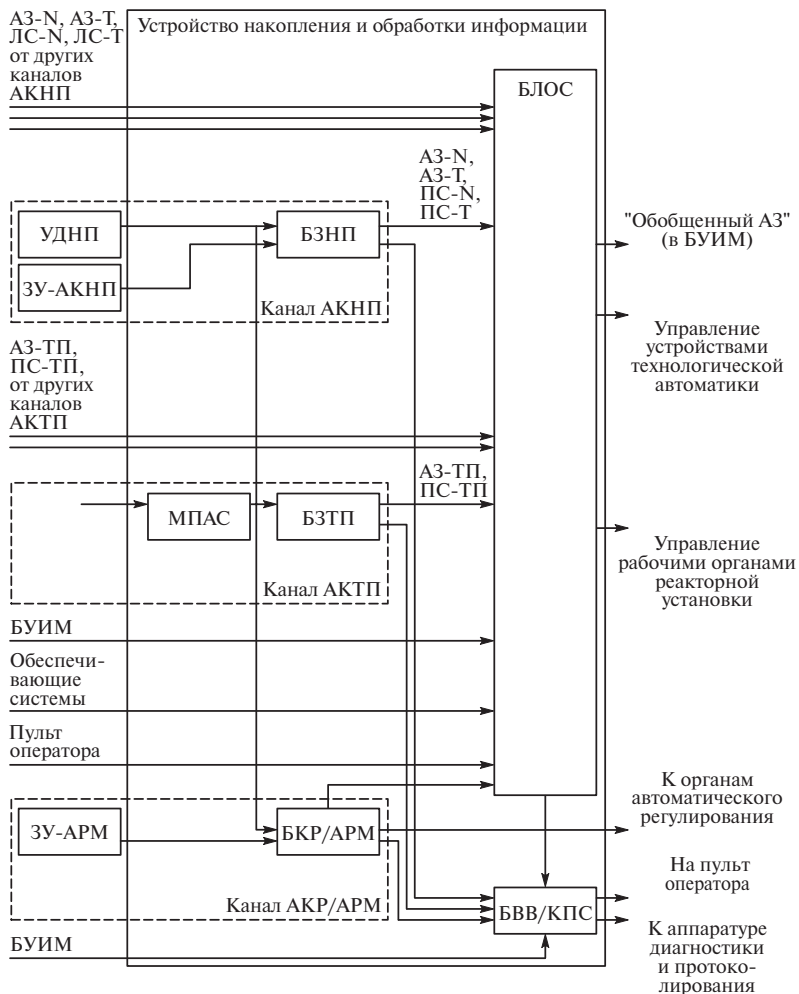 АЗ-N, АЗ-Т,
ЛС-N, ЛС-Т
от других
каналов
АКНП
Устройство накопления и обработки информации
БЛОС
АЗ-N,
АЗ-Т,
ПС-N,
ПС-Т
УДНП
БЗНП
ЗУ-АКНП
Канал АКНП
"Обобщенный АЗ"
(в БУИМ)
Управление
устройствами
технологической
автоматики
АЗ-ТП,
ПС-ТП,
от других
каналов
АКТП
АЗ-ТП,
ПС-ТП
МПАС
БЗТП
Канал АКТП
Управление
рабочими органами
реакторной
установки
БУИМ
Обеспечи-
вающие
системы
Пульт
оператора
ЗУ-АРМ
БКР/АРМ
Канал АКР/АРМ
К органам
автоматического
регулирования
На пульт
оператора
БВВ/КПС
К аппаратуре
диагностики
и протоко-
лирования
БУИМ